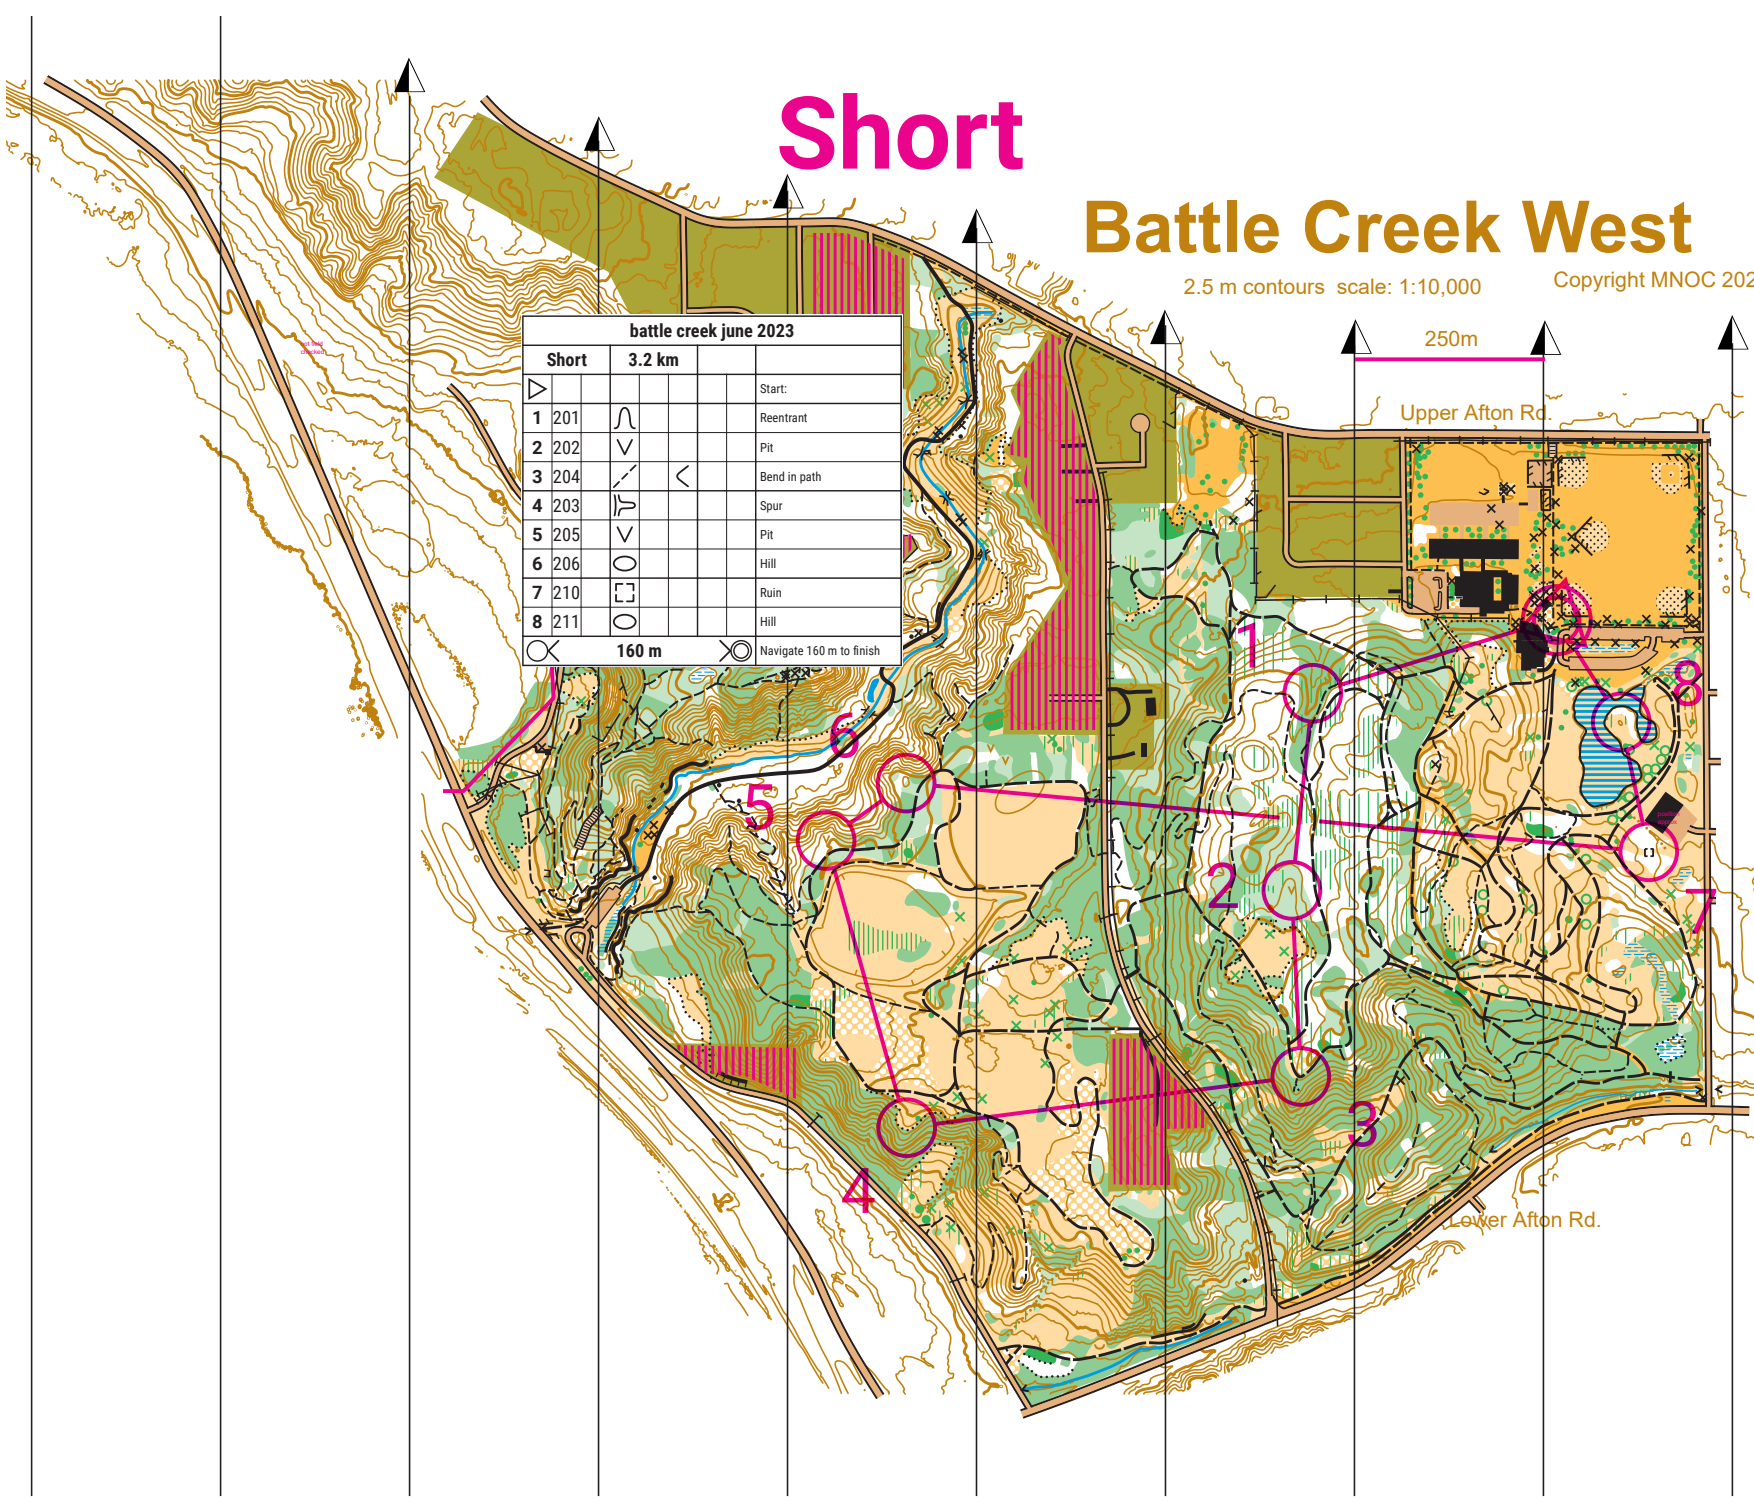 Short
Battle Creek West
2.5 m contours scale: 1:10,000
Copyright MNOC 202
250m
Upper Afton Rd.
not field
checked
battle creek june 2023
Short 3.2 km
Start:
1 201 Reentrant
2 202 Pit
3 204 Bend in path
4 203 Spur
5 205 Pit
6 206 Hill
7 210 Ruin
8 211 Hill
160 m Navigate 160 m to finish
1
8
6
5
2
7
3
4
Lower Afton Rd.